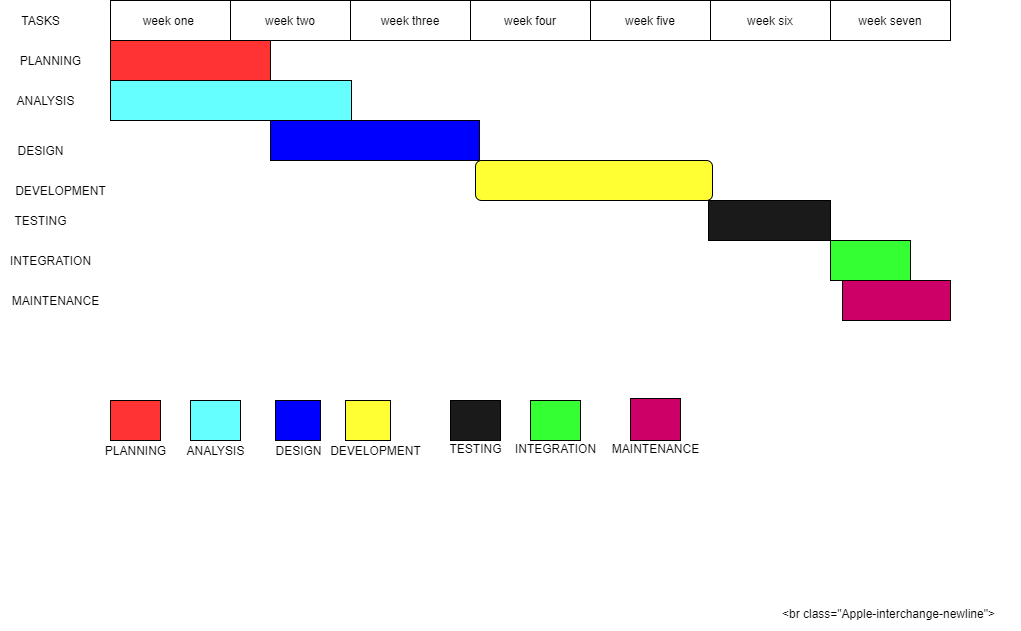 TASKS week one week two week three week four week five week six week seven
PLANNING
ANALYSIS
DESIGN
DEVELOPMENT
TESTING
INTEGRATION
MAINTENANCE
PLANNING ANALYSIS DESIGN DEVELOPMENT TESTING INTEGRATION MAINTENANCE
<br class="Apple-interchange-newline">